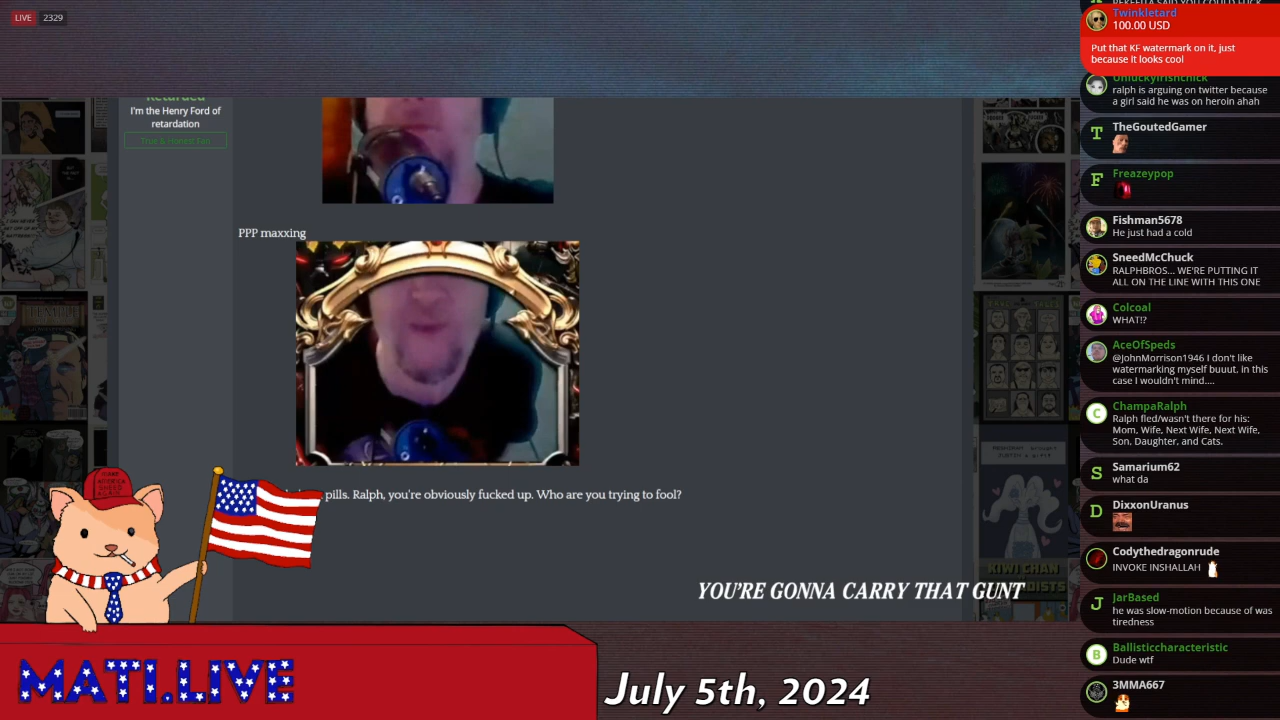 LIVE 2329
I'm the Henry Ford of
retardation
PPP maxxing
pills. Ralph, you're obviously fucked up. Who are you trying to fool?
YOU'RE GONNA CARRY THAT GUNT
KIWI CHAN
MATI.LIVE
July 5th, 2024
Twinkletard
100.00 USD
Put that KF watermark on it, just
because it looks cool
Unluckyirishchick
ralph is arguing on twitter because
a girl said he was on heroin ahah
T TheGoutedGamer
F Freazeypop
Fishman5678
He just had a cold
SneedMcChuck
RALPHBROS... WE'RE PUTTING IT
ALL ON THE LINE WITH THIS ONE
Colcoal
WHAT!?
AceOfSpeds
@JohnMorrison1946 I don't like
watermarking myself buuut. in this
case I wouldn't mind....
C ChampaRalph
Ralph fled/wasn't there for his:
Mom, Wife, Next Wife, Next Wife,
Son, Daughter, and Cats.
S Samarium62
what da
D DixxonUranus
Codythedragonrude
INVOKE INSHALLAH
J JarBased
he was slow-motion because of was
tiredness
B Ballisticcharacteristic
Dude wtf
3MMA667